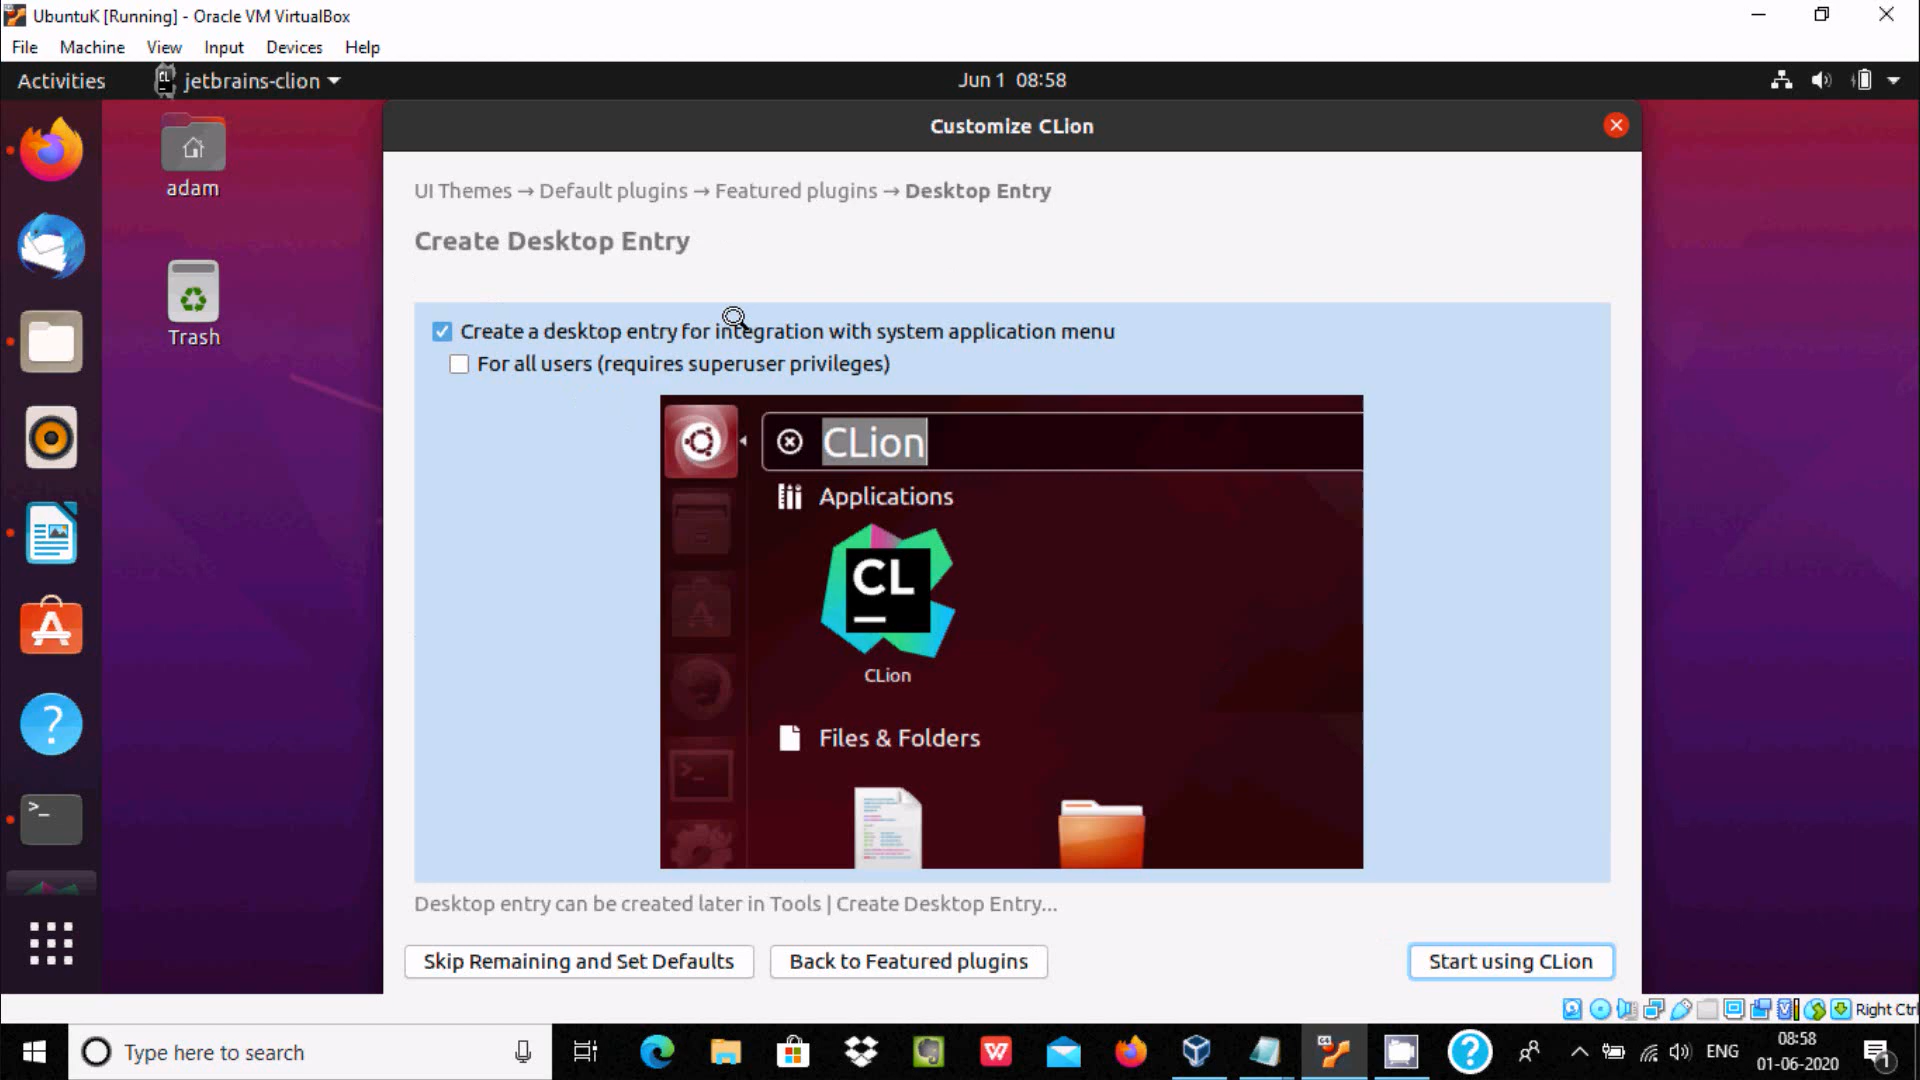 UbuntuK [Running] - Oracle VM VirtualBox
File Machine View Input Devices Help
Activities jetbrains-clion Jun 1 08:58
Customize CLion
adam
Trash
UI Themes → Default plugins → Featured plugins → Desktop Entry
Create Desktop Entry
Create a desktop entry for integration with system application menu
For all users (requires superuser privileges)
CLion
Applications
CL
CLion
Files & Folders
Desktop entry can be created later in Tools | Create Desktop Entry...
Skip Remaining and Set Defaults Back to Featured plugins Start using CLion
Right Ctrl
Type here to search
ENG
08:58
01-06-2020
1